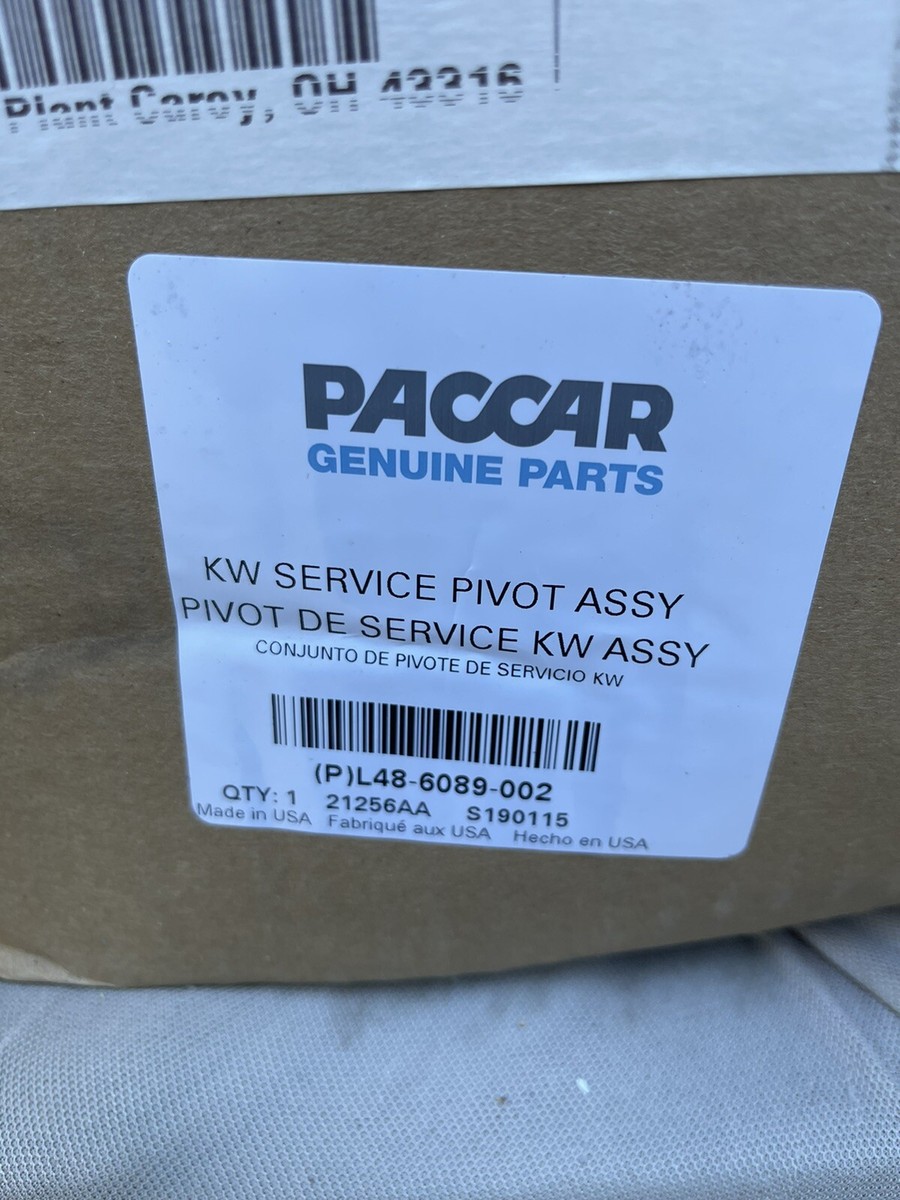 Plant Carey, OH 43316
PACCAR
GENUINE PARTS
KW SERVICE PIVOT ASSY
PIVOT DE SERVICE KW ASSY
CONJUNTO DE PIVOTE DE SERVICIO KW
(P)L48-6089-002
QTY: 1 21256AA S190115
Made in USA Fabriqué aux USA Hecho en USA